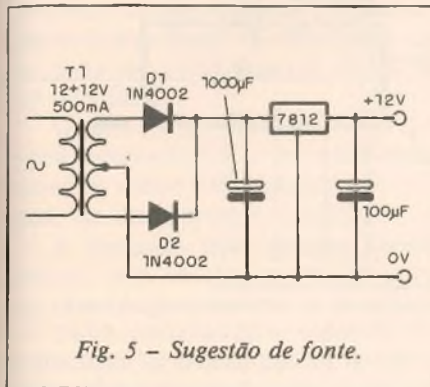 T1
12+12V
500mA
D1
1N4002
1000µF
7812
+12V
100µF
D2
1N4002
0V
Fig. 5 – Sugestão de fonte.